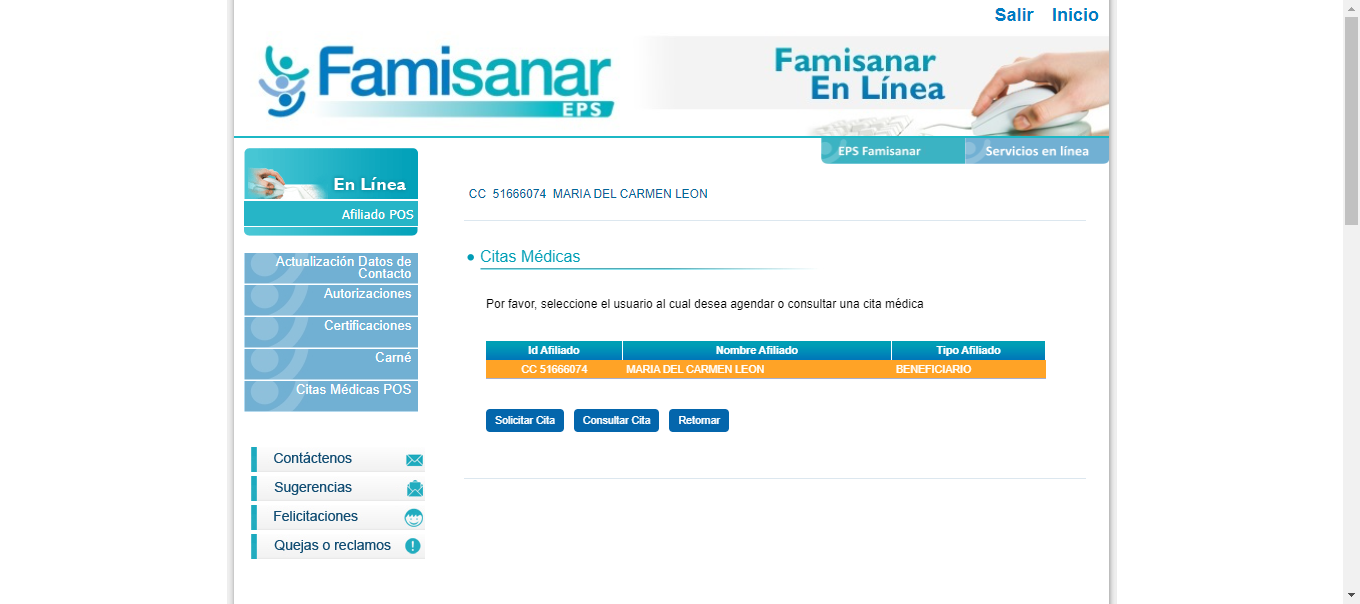 Salir Inicio
Famisanar
EPS
Famisanar
En Línea
EPS Famisanar Servicios en línea
En Línea
Afiliado POS
CC 51666074 MARIA DEL CARMEN LEON
Actualización Datos de
Contacto
Autorizaciones
Certificaciones
Carné
Citas Médicas POS
Citas Médicas
Por favor, seleccione el usuario al cual desea agendar o consultar una cita médica
Id Afiliado Nombre Afiliado Tipo Afiliado
CC 51666074 MARIA DEL CARMEN LEON BENEFICIARIO
Solicitar Cita Consultar Cita Retornar
Contáctenos
Sugerencias
Felicitaciones
Quejas o reclamos